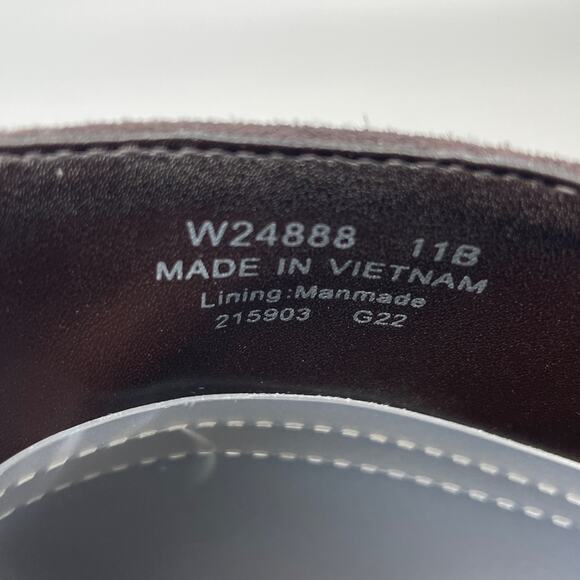 W24888 11B
MADE IN VIETNAM
Lining:Manmade
215903 G22